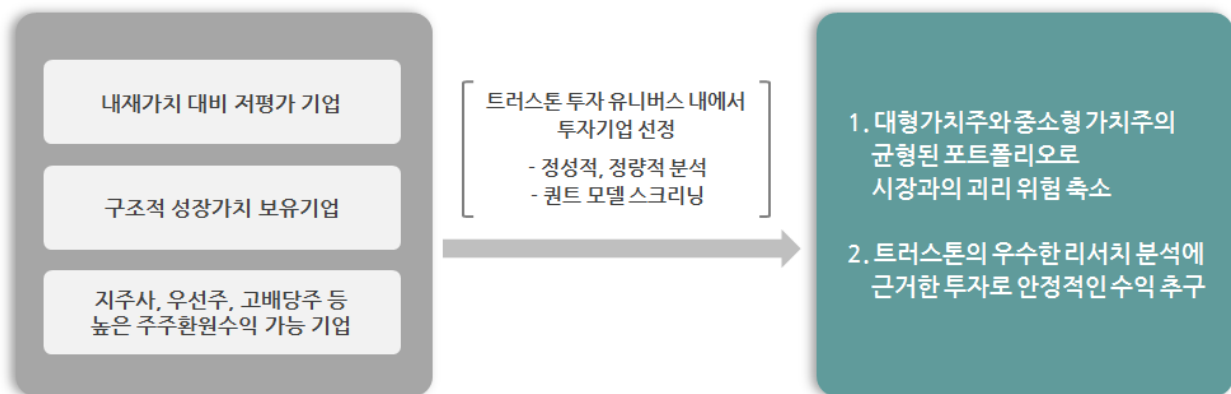 내재가치 대비 저평가 기업
구조적 성장가치 보유기업
지주사, 우선주, 고배당주 등
높은 주주환원수익 가능 기업
트러스톤 투자 유니버스 내에서
투자기업 선정
- 정성적, 정량적 분석
- 퀀트 모델 스크리닝
1. 대형가치주와 중소형 가치주의
균형된 포트폴리오로
시장과의 괴리 위험 축소
2. 트러스톤의 우수한 리서치 분석에
근거한 투자로 안정적인 수익 추구